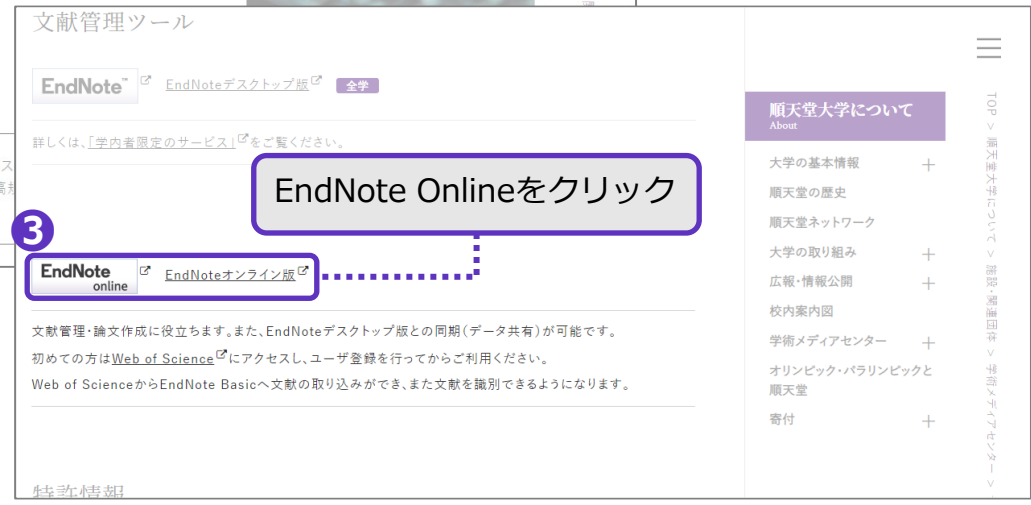 文献管理ツール
EndNote™ EndNoteデスクトップ版 全学
詳しくは、「学内者限定のサービス」をご覧ください。
EndNote Onlineをクリック
3
EndNote online EndNoteオンライン版
文献管理・論文作成に役立ちます。また、EndNoteデスクトップ版との同期(データ共有)が可能です。
初めての方はWeb of Scienceにアクセスし、ユーザ登録を行ってからご利用ください。
Web of ScienceからEndNote Basicへ文献の取り込みができ、また文献を識別できるようになります。
特許情報
順天堂大学について
About
大学の基本情報
順天堂の歴史
順天堂ネットワーク
大学の取り組み
広報・情報公開
校内案内図
学術メディアセンター
オリンピック・パラリンピックと
順天堂
寄付
TOP > 順天堂大学について > 施設・関連団体 > 学術メディアセンター >